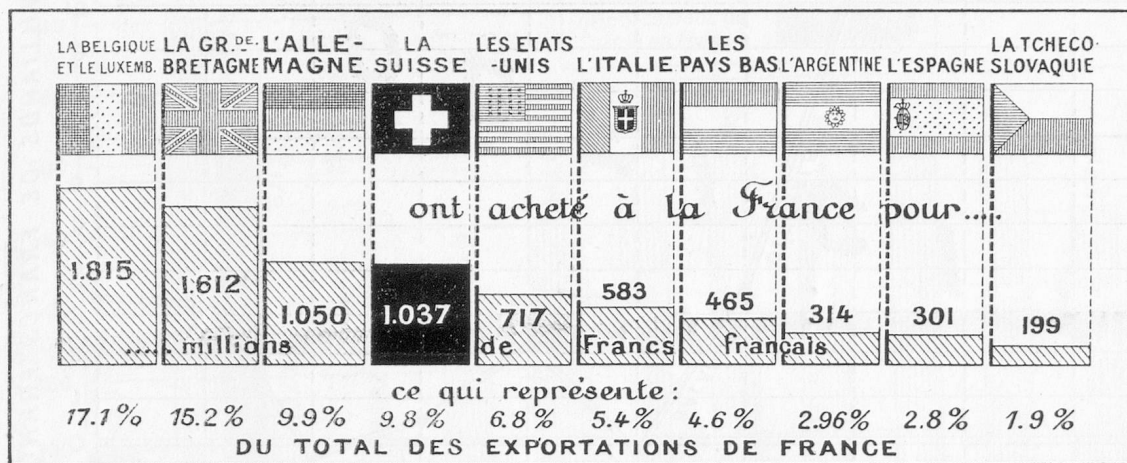 LA BELGIQUE ET LE LUXEMB.
LA GR.DE BRETAGNE
L'ALLE-MAGNE
LA SUISSE
LES ETATS-UNIS
L'ITALIE
LES PAYS BAS
L'ARGENTINE
L'ESPAGNE
LA TCHECO-SLOVAQUIE
ont acheté à la France pour....
1.815 1.612 1.050 1.037 717 583 465 314 301 199
..... millions de Francs français
ce qui représente :
17.1 % 15.2 % 9.9 % 9.8 % 6.8 % 5.4 % 4.6 % 2.96 % 2.8 % 1.9 %
DU TOTAL DES EXPORTATIONS DE FRANCE